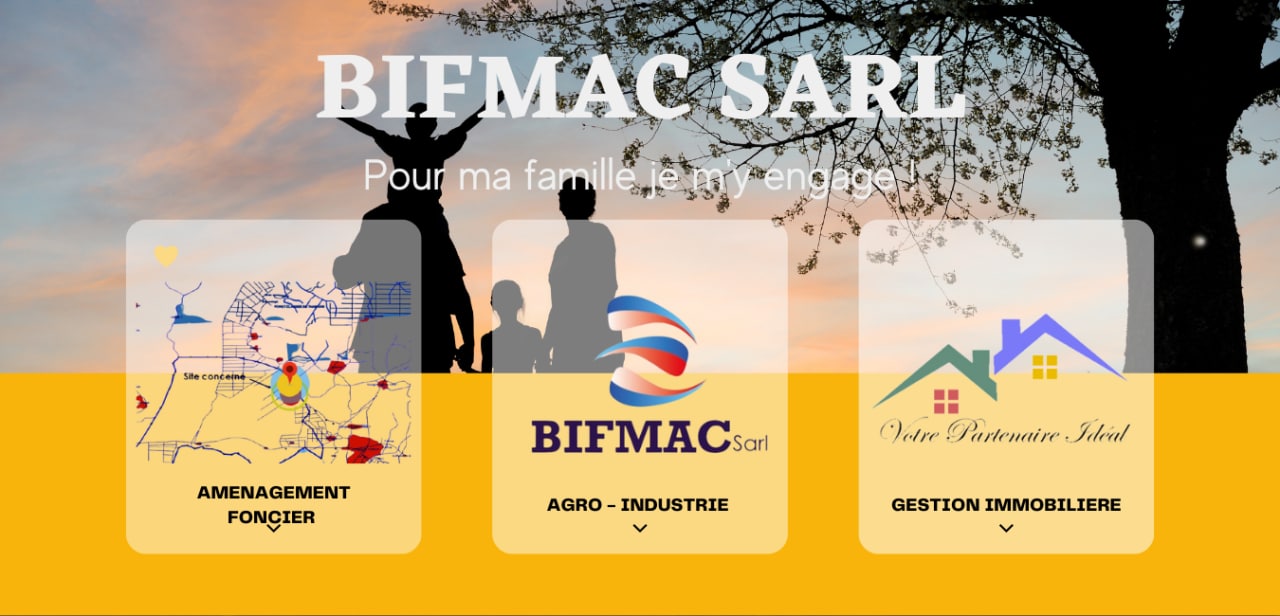 BIFMAC SARL
Pour ma famille je m'y engage !
Site concerne
AMENAGEMENT
FONCIER
BIFMAC Sarl
AGRO - INDUSTRIE
Votre Partenaire Idéal
GESTION IMMOBILIERE